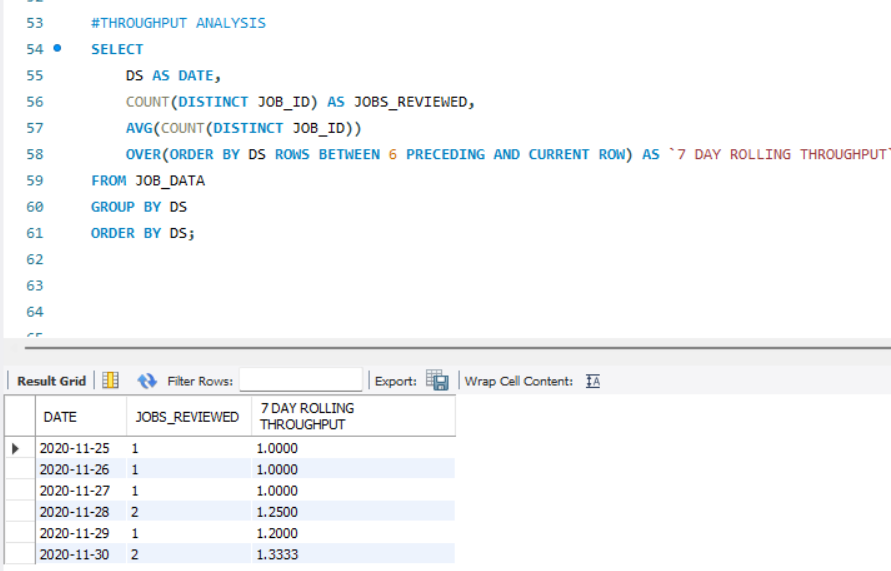 53 #THROUGHPUT ANALYSIS
54 SELECT
55 DS AS DATE,
56 COUNT(DISTINCT JOB_ID) AS JOBS_REVIEWED,
57 AVG(COUNT(DISTINCT JOB_ID))
58 OVER(ORDER BY DS ROWS BETWEEN 6 PRECEDING AND CURRENT ROW) AS `7 DAY ROLLING THROUGHPUT`
59 FROM JOB_DATA
60 GROUP BY DS
61 ORDER BY DS;
62
63
64
Result Grid Filter Rows: Export: Wrap Cell Content:
DATE JOBS_REVIEWED 7 DAY ROLLING THROUGHPUT
2020-11-25 1 1.0000
2020-11-26 1 1.0000
2020-11-27 1 1.0000
2020-11-28 2 1.2500
2020-11-29 1 1.2000
2020-11-30 2 1.3333